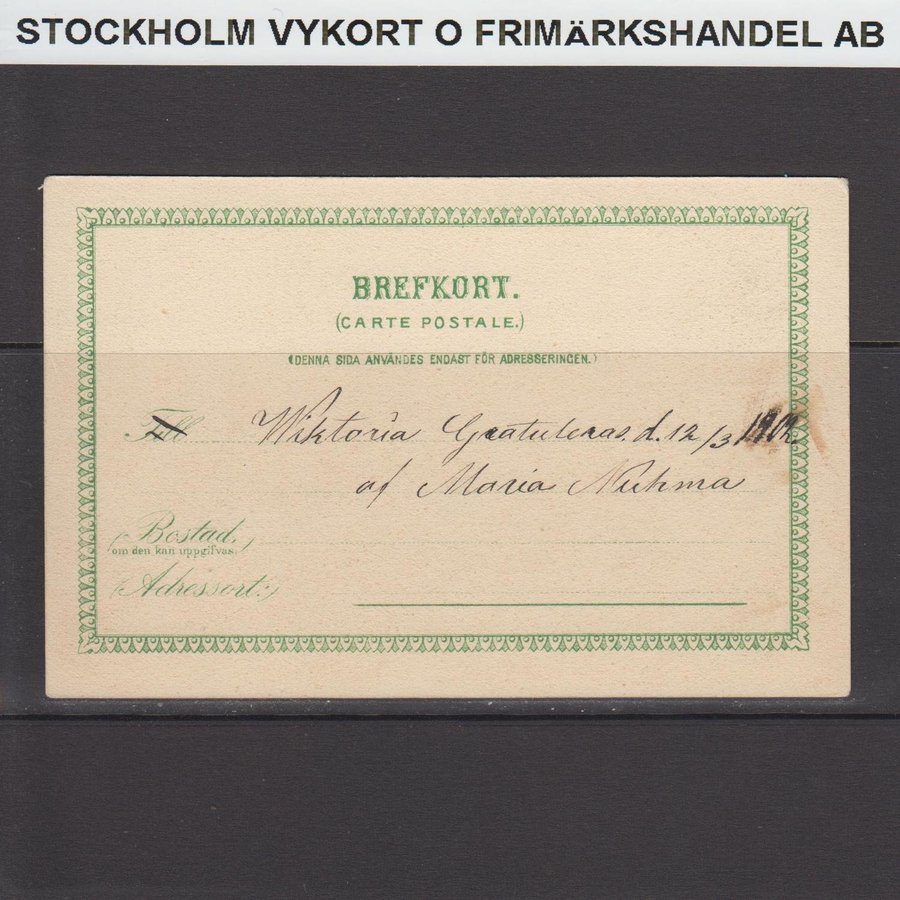 STOCKHOLM VYKORT O FRIMÄRKSHANDEL AB
BREFKORT.
(CARTE POSTALE.)
(DENNA SIDA ANVÄNDES ENDAST FÖR ADRESSERINGEN.)
Till Wiktoria Gratuleras. d. 12/3 1902.
af Maria
(Bostad:
om den kan uppgifvas.)
(Adressort:)